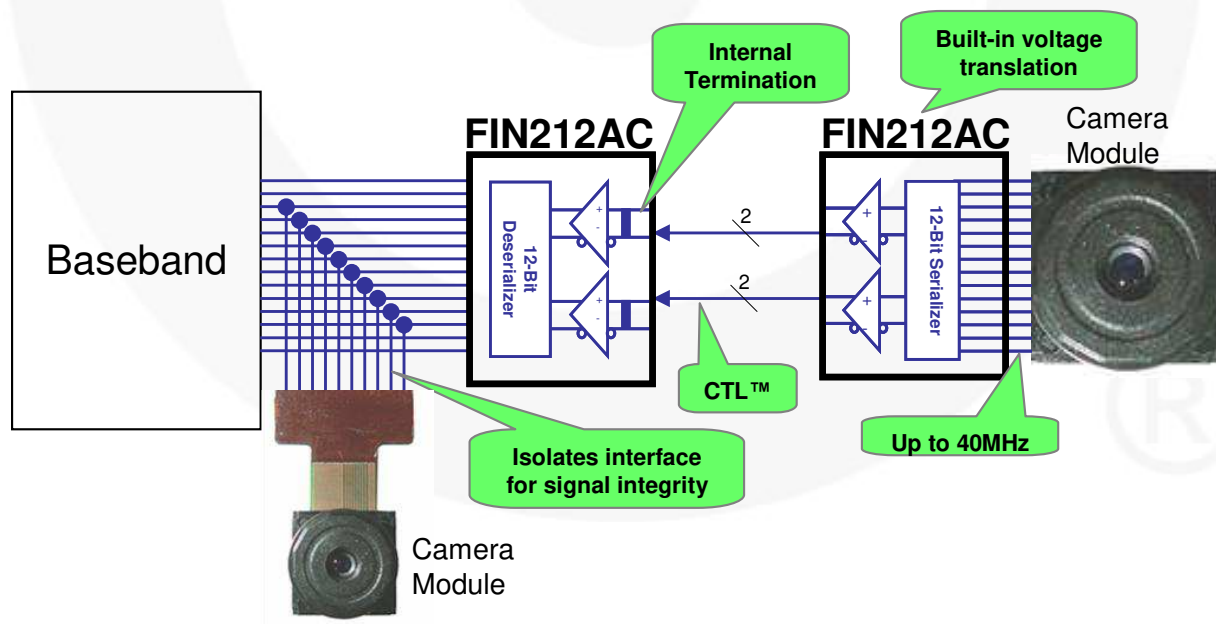 Internal
Termination
Built-in voltage
translation
FIN212AC
FIN212AC
Camera
Module
Baseband
12-Bit
Deserializer
+
-
+
-
2
2
+
-
+
-
12-Bit Serializer
CTL™
Up to 40MHz
Isolates interface
for signal integrity
Camera
Module
®